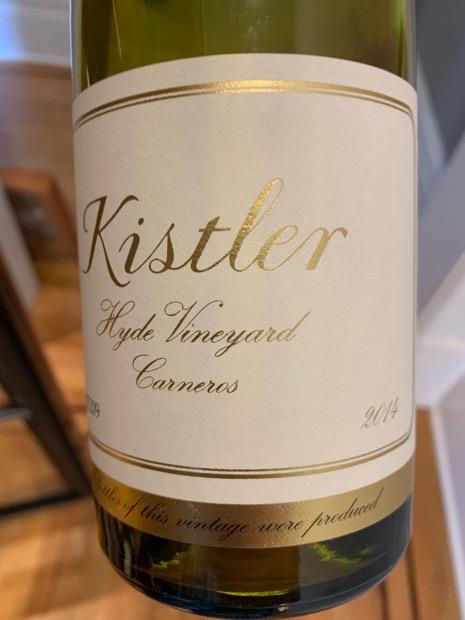 Kistler
Hyde Vineyard
Carneros
2014
bottles of this vintage were produced